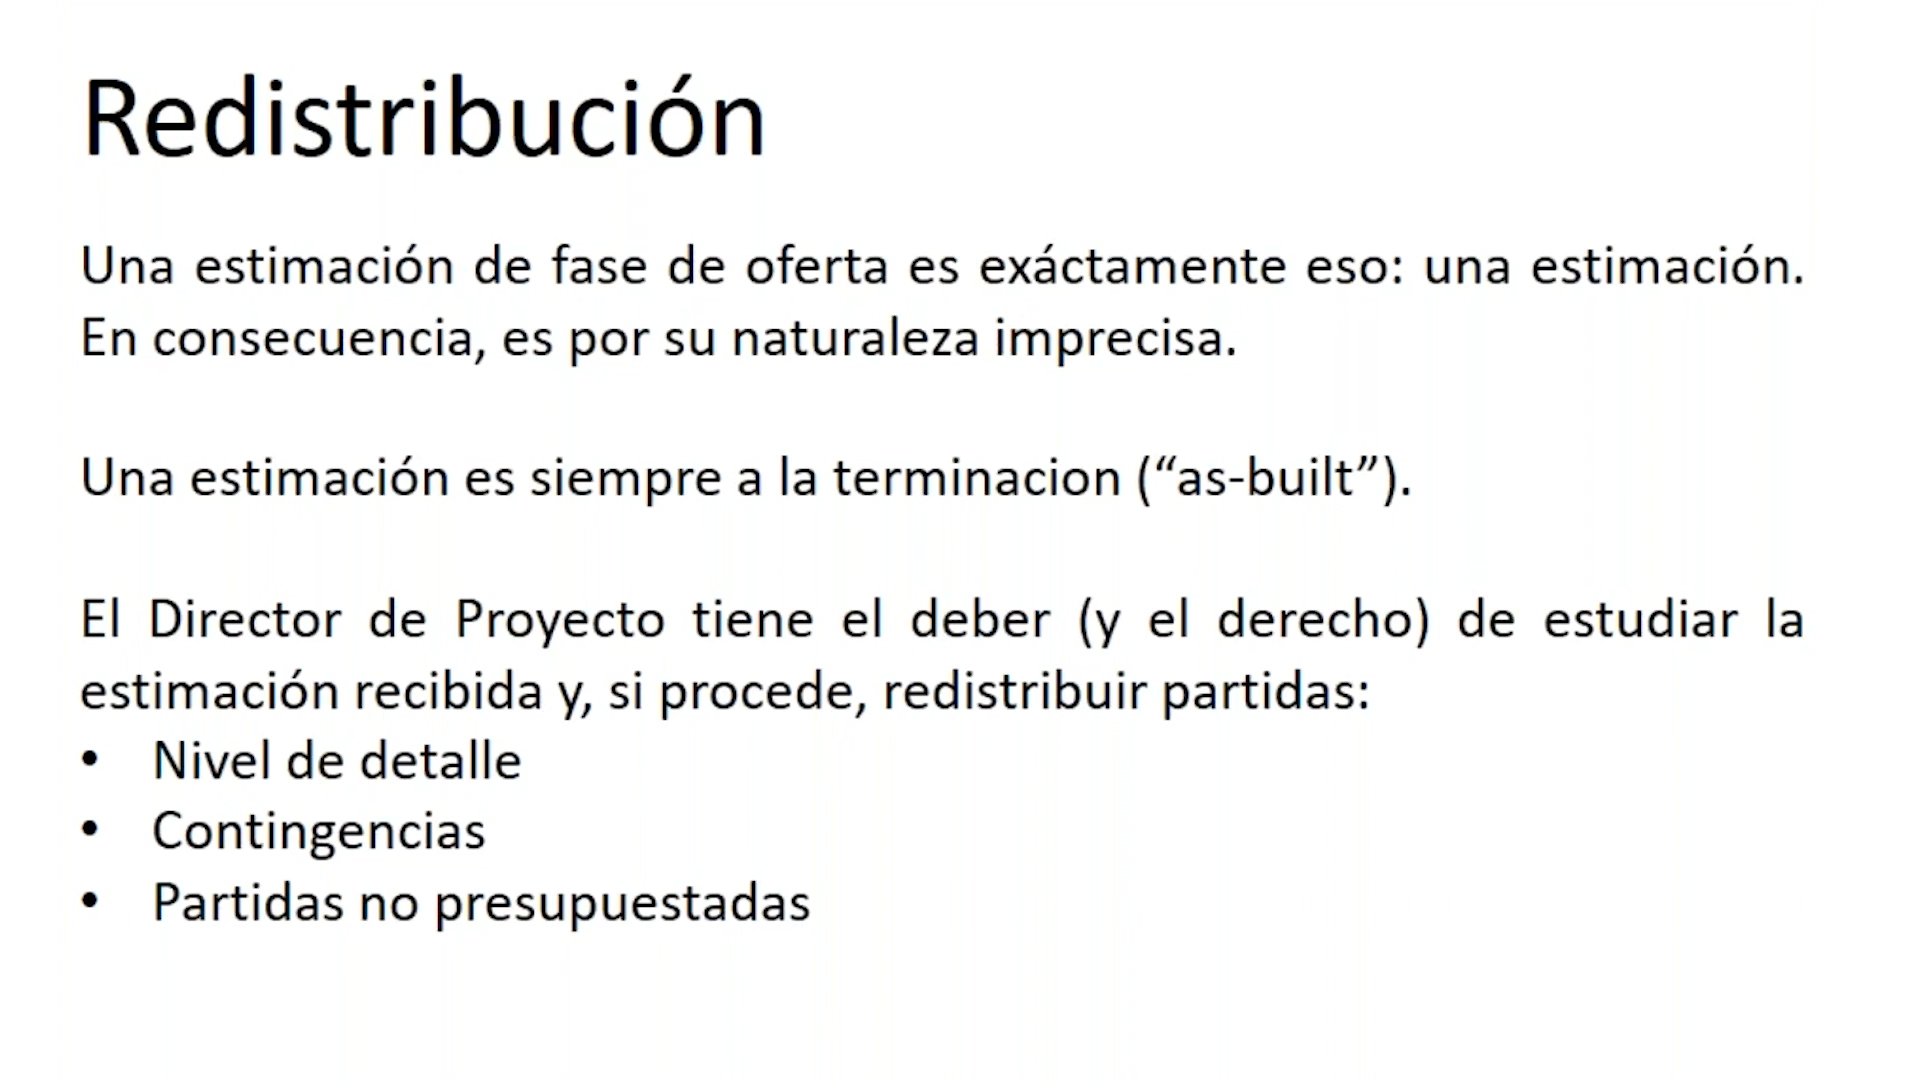 Redistribución
Una estimación de fase de oferta es exáctamente eso: una estimación.
En consecuencia, es por su naturaleza imprecisa.
Una estimación es siempre a la terminacion (“as-built”).
El Director de Proyecto tiene el deber (y el derecho) de estudiar la
estimación recibida y, si procede, redistribuir partidas:
• Nivel de detalle
• Contingencias
• Partidas no presupuestadas